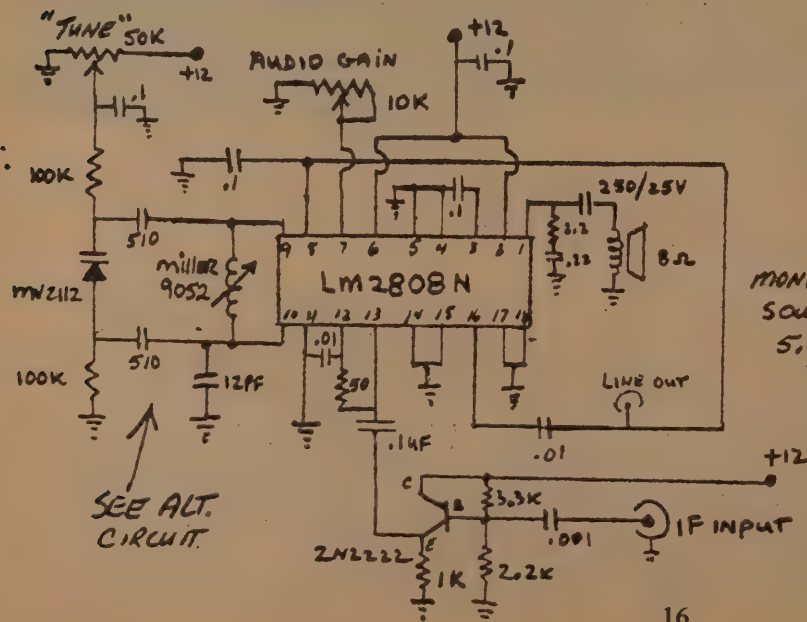 "TUNE"
50K
+12
.1
100K
510
MV2112
510
100K
12PF
miller
9052
SEE ALT.
CIRCUIT.
AUDIO GAIN
10K
+12
.1
.1
.1
9 8 7 6 5 4 3 2 1
LM2808N
10 11 12 13 14 15 16 17 18
.01
50
.1uF
2.2
.22
250/25V
8Ω
LINE OUT
.01
+12
C
B
E
2N2222
1K
3.3K
2.2K
.001
IF INPUT
MON
SOU
5.
16